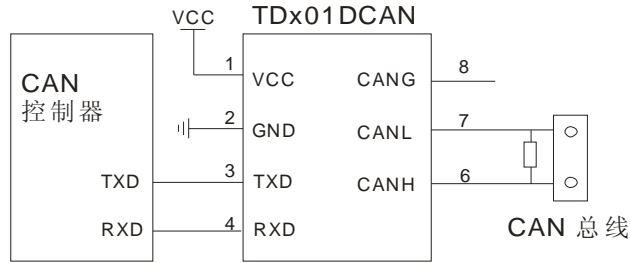 VCC
TDx01DCAN
CAN
控制器
TXD
RXD
1
2
3
4
VCC
GND
TXD
RXD
CANG
CANL
CANH
8
7
6
CAN 总线